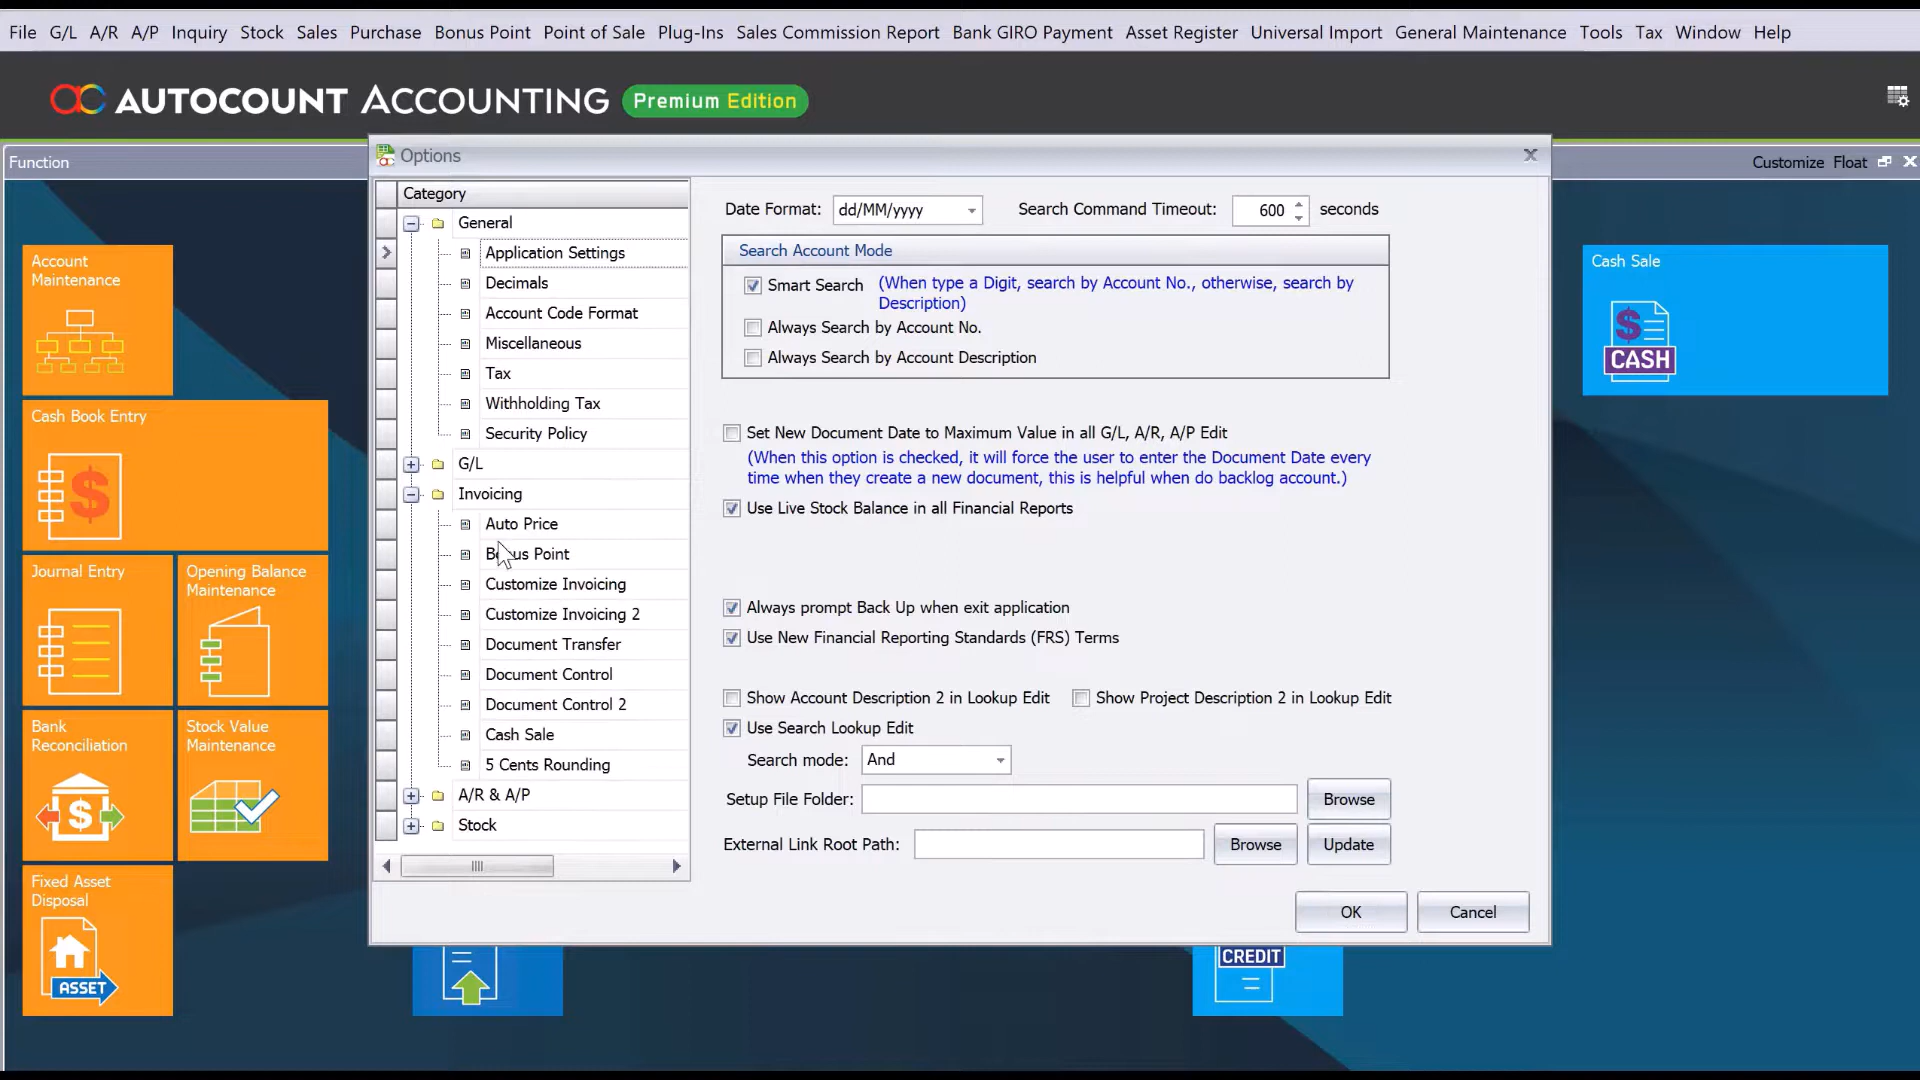 File G/L A/R A/P Inquiry Stock Sales Purchase Bonus Point Point of Sale Plug-Ins Sales Commission Report Bank GIRO Payment Asset Register Universal Import General Maintenance Tools Tax Window Help
AUTOCOUNT ACCOUNTING Premium Edition
Function
Customize Float
Options
Category
General
Application Settings
Decimals
Account Code Format
Miscellaneous
Tax
Withholding Tax
Security Policy
G/L
Invoicing
Auto Price
Bonus Point
Customize Invoicing
Customize Invoicing 2
Document Transfer
Document Control
Document Control 2
Cash Sale
5 Cents Rounding
A/R & A/P
Stock
Date Format: dd/MM/yyyy Search Command Timeout: 600 seconds
Search Account Mode
Smart Search (When type a Digit, search by Account No., otherwise, search by
Description)
Always Search by Account No.
Always Search by Account Description
Set New Document Date to Maximum Value in all G/L, A/R, A/P Edit
(When this option is checked, it will force the user to enter the Document Date every
time when they create a new document, this is helpful when do backlog account.)
Use Live Stock Balance in all Financial Reports
Always prompt Back Up when exit application
Use New Financial Reporting Standards (FRS) Terms
Show Account Description 2 in Lookup Edit Show Project Description 2 in Lookup Edit
Use Search Lookup Edit
Search mode: And
Setup File Folder: Browse
External Link Root Path: Browse Update
OK Cancel
Account
Maintenance
Cash Book Entry
Journal Entry
Opening Balance
Maintenance
Bank
Reconciliation
Stock Value
Maintenance
Fixed Asset
Disposal
ASSET
Cash Sale
CASH
CREDIT